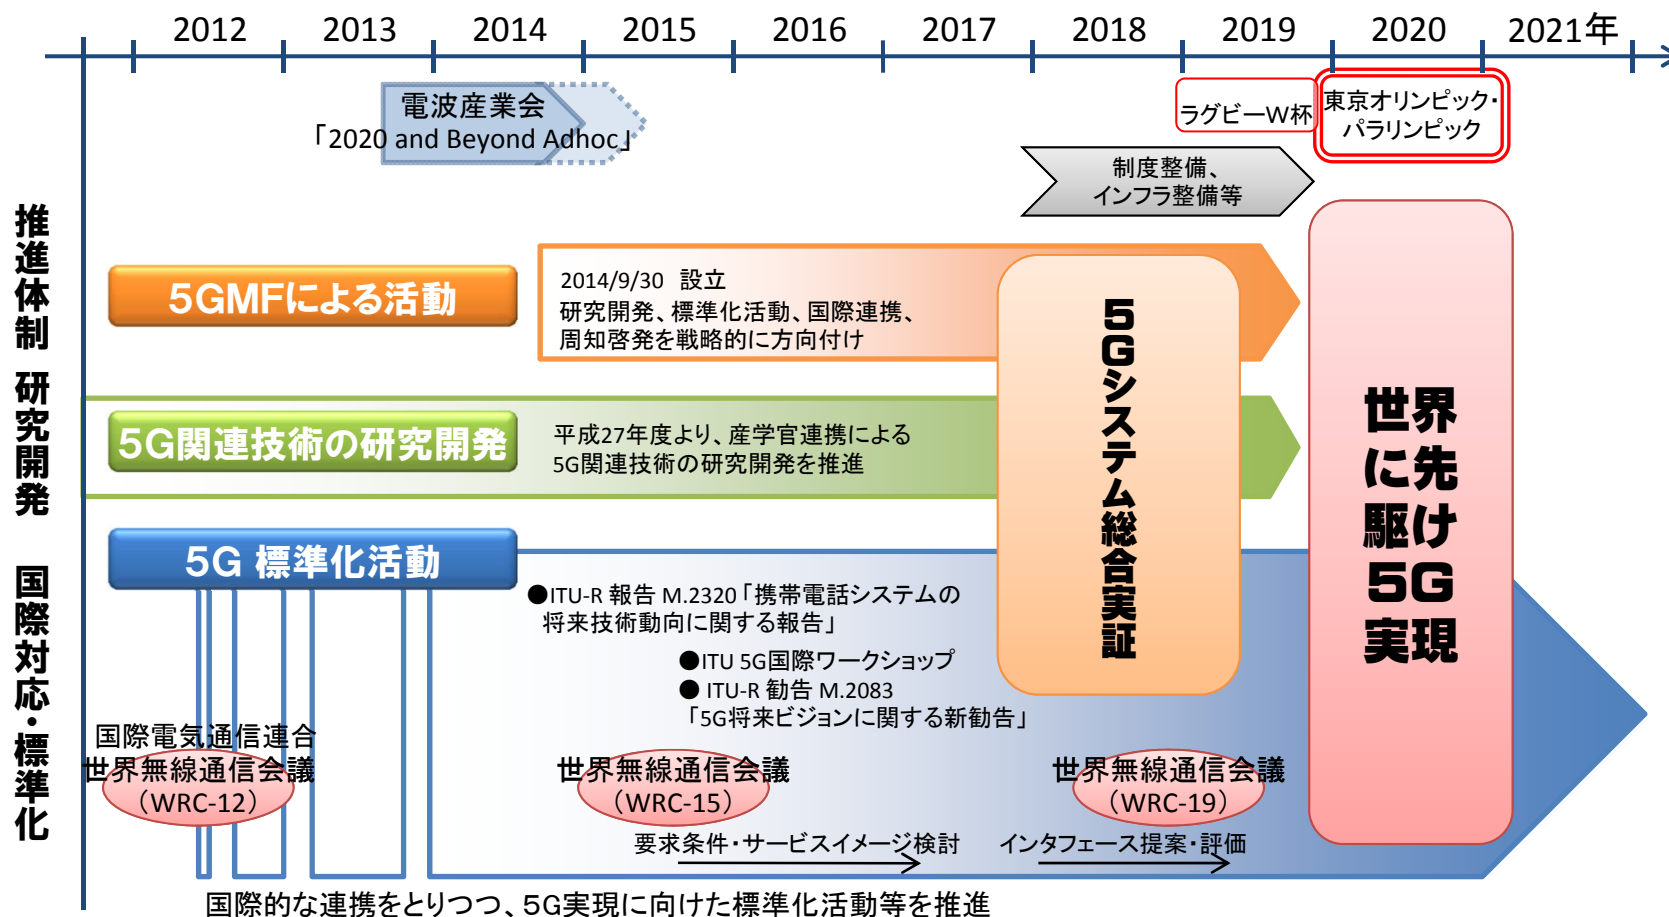 2012
2013
2014
2015
2016
2017
2018
2019
2020
2021年
電波産業会
「2020 and Beyond Adhoc」
ラグビーW杯
東京オリンピック・
パラリンピック
制度整備、
インフラ整備等
推進体制
5GMFによる活動
2014/9/30 設立
研究開発、標準化活動、国際連携、
周知啓発を戦略的に方向付け
研究開発
5G関連技術の研究開発
平成27年度より、産学官連携による
5G関連技術の研究開発を推進
5Gシステム総合実証
世界
に先
駆け
5G
実現
国際対応・標準化
5G 標準化活動
●ITU-R 報告 M.2320「携帯電話システムの
将来技術動向に関する報告」
●ITU 5G国際ワークショップ
● ITU-R 勧告 M.2083
「5G将来ビジョンに関する新勧告」
国際電気通信連合
世界無線通信会議
（WRC-12）
世界無線通信会議
（WRC-15）
世界無線通信会議
（WRC-19）
要求条件・サービスイメージ検討
インタフェース提案・評価
国際的な連携をとりつつ、5G実現に向けた標準化活動等を推進